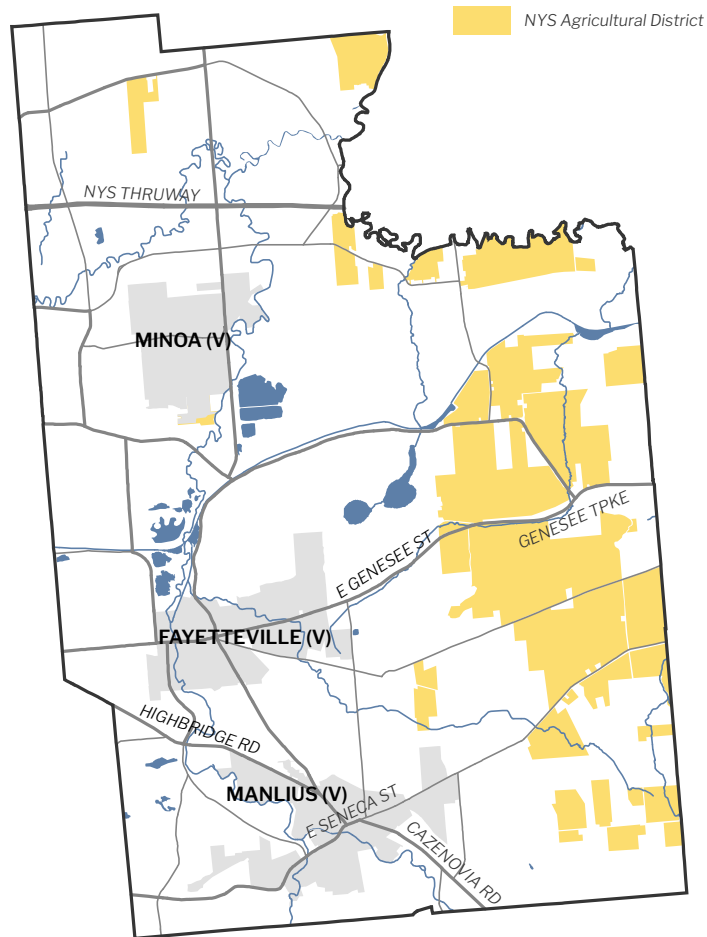 NYS Agricultural District
NYS THRUWAY
MINOA (V)
GENESEE TPKE
E GENESEE ST
FAYETTEVILLE (V)
HIGHBRIDGE RD
MANLIUS (V)
E SENECA ST
CAZENOVIA RD